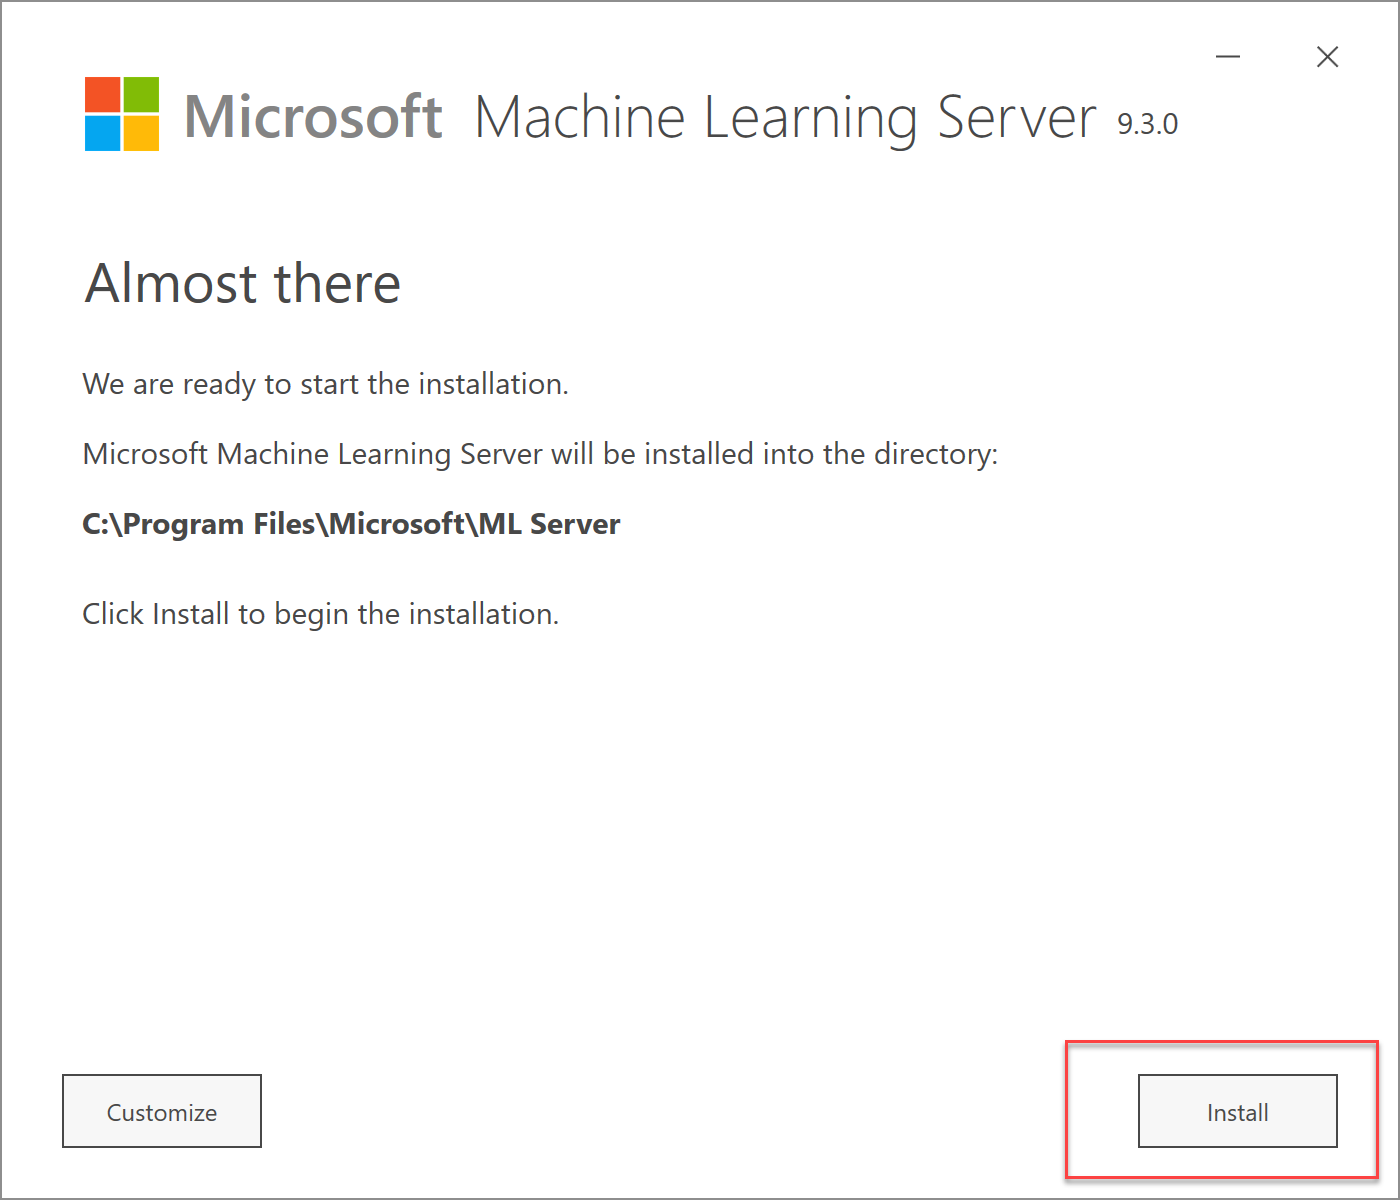 Microsoft Machine Learning Server 9.3.0
Almost there
We are ready to start the installation.
Microsoft Machine Learning Server will be installed into the directory:
C:\Program Files\Microsoft\ML Server
Click Install to begin the installation.
Customize
Install